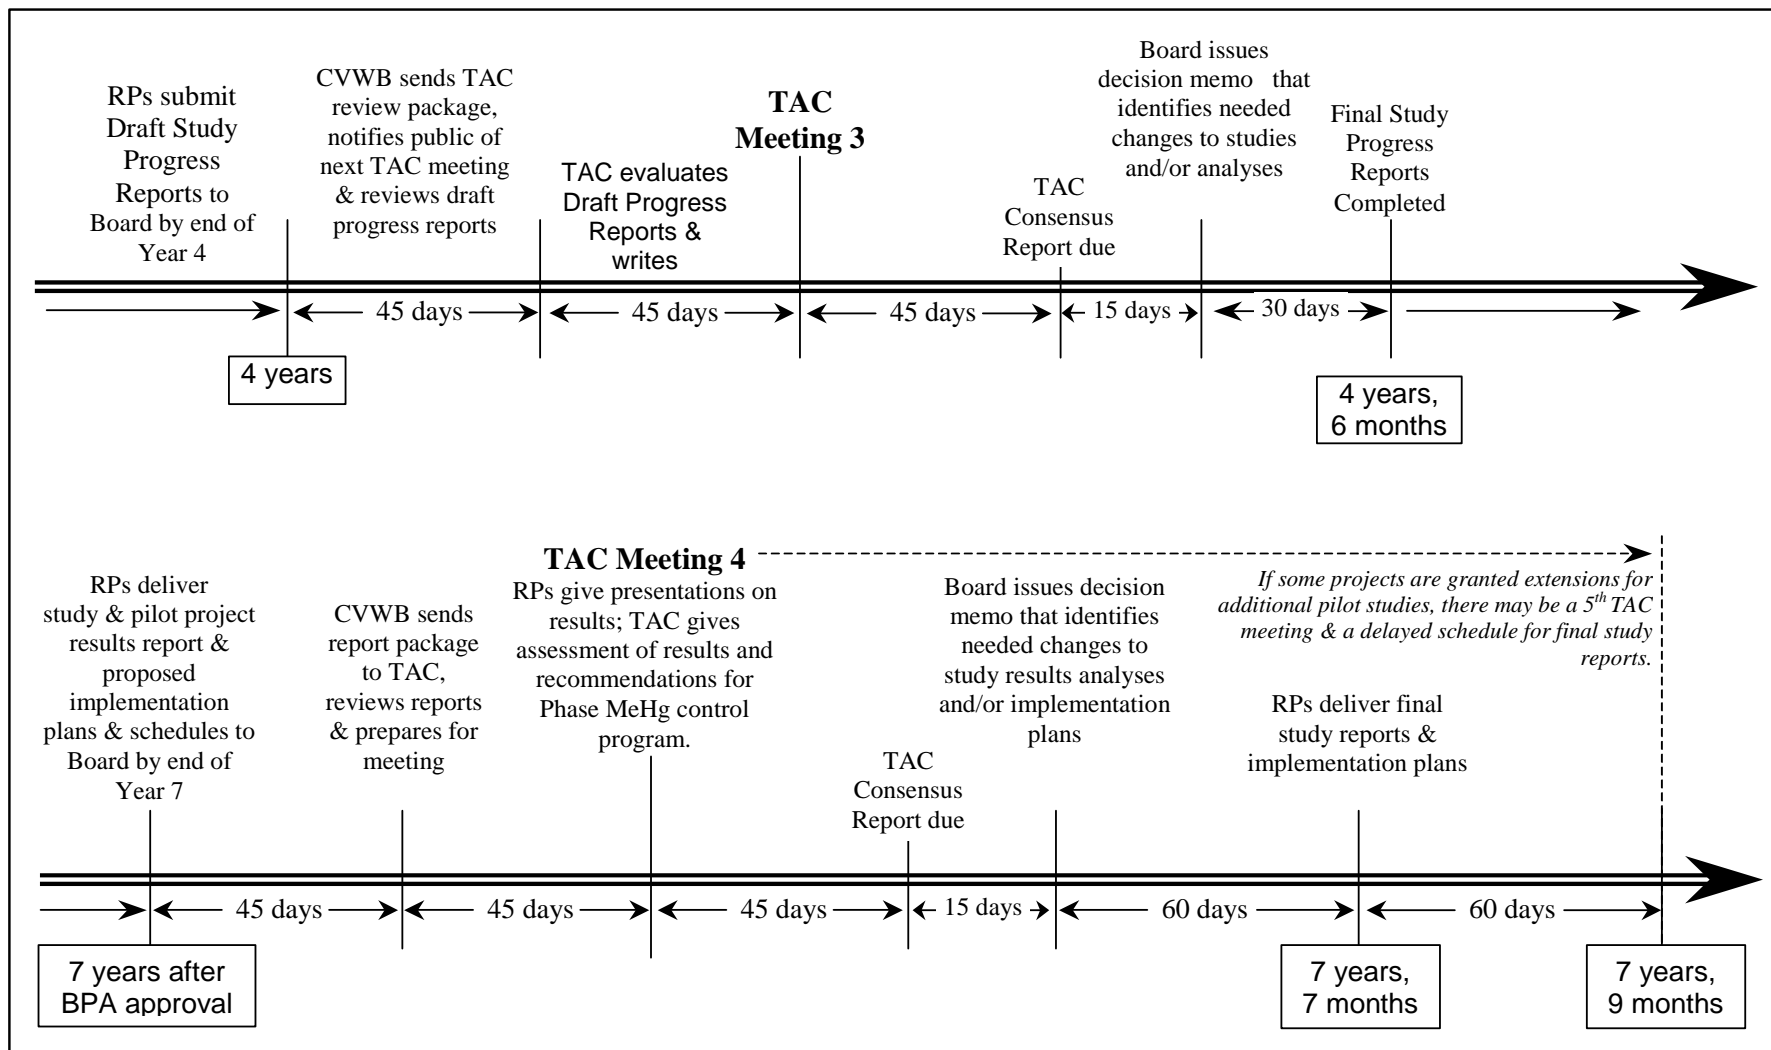 RPs submit
Draft Study
Progress
Reports to
Board by end of
Year 4
CVWB sends TAC
review package,
notifies public of
next TAC meeting
& reviews draft
progress reports
TAC evaluates
Draft Progress
Reports &
writes
TAC
Meeting 3
TAC
Consensus
Report due
Board issues
decision memo that
identifies needed
changes to studies
and/or analyses
Final Study
Progress
Reports
Completed
45 days
45 days
45 days
15 days
30 days
4 years
4 years,
6 months
RPs deliver
study & pilot project
results report &
proposed
implementation
plans & schedules to
Board by end of
Year 7
CVWB sends
report package
to TAC,
reviews reports
& prepares for
meeting
TAC Meeting 4
RPs give presentations on
results; TAC gives
assessment of results and
recommendations for
Phase MeHg control
program.
TAC
Consensus
Report due
Board issues decision
memo that identifies
needed changes to
study results analyses
and/or implementation
plans
If some projects are granted extensions for
additional pilot studies, there may be a 5th TAC
meeting & a delayed schedule for final study
reports.
RPs deliver final
study reports &
implementation plans
45 days
45 days
45 days
15 days
60 days
60 days
7 years after
BPA approval
7 years,
7 months
7 years,
9 months